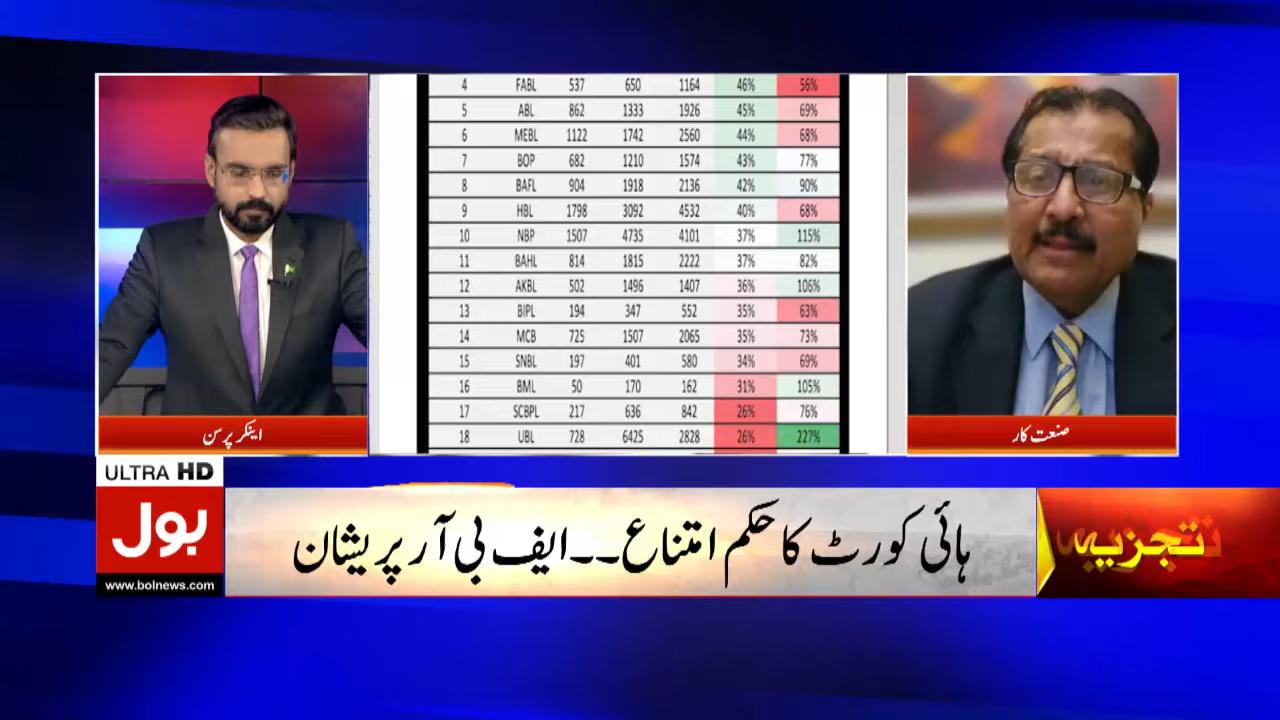 4 FABL 537 650 1164 46% 56%
5 ABL 862 1333 1926 45% 69%
6 MEBL 1122 1742 2560 44% 68%
7 BOP 682 1210 1574 43% 77%
8 BAFL 904 1918 2136 42% 90%
9 HBL 1798 3092 4532 40% 68%
10 NBP 1507 4735 4101 37% 115%
11 BAHL 814 1815 2222 37% 82%
12 AKBL 502 1496 1407 36% 106%
13 BIPL 194 347 552 35% 63%
14 MCB 725 1507 2065 35% 73%
15 SNBL 197 401 580 34% 69%
16 BML 50 170 162 31% 105%
17 SCBPL 217 636 842 26% 76%
18 UBL 728 6425 2828 26% 227%
اینکر پرسن
صنعت کار
ULTRA HD
بول
www.bolnews.com
ہائی کورٹ کا حکم امتناع ۔۔ ایف بی آر پریشان
تجزیہ